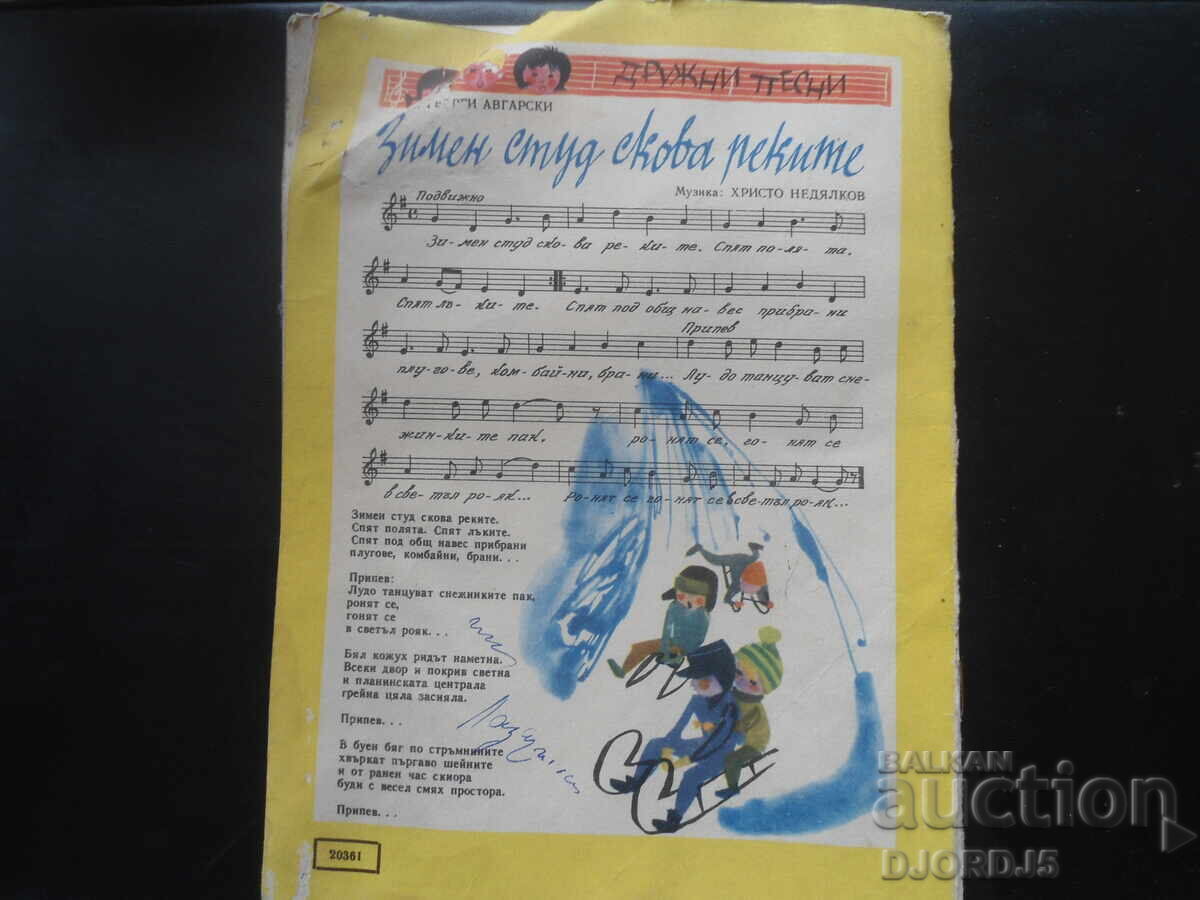 ДРУЖНИ ПЕСНИ
АВГАРСКИ
Зимен студ скова реките
Музика: ХРИСТО НЕДЯЛКОВ
Подвижно
Зи-мен студ ско-ва ре-ки-те. Спят по-ля-та.
Спят лъ-ки-те. Спят под общ на-вес прибра-ни
Припев
плу-го-ве, ком-бай-ни, бра-ни... Лу-до танцу-ват сне-
жин-ки-те пак, ро-нят се, го-нят се
в све-тъл ро-як... Ро-нят се го-нят се в све-тъл ро-як...
Зимен студ скова реките.
Спят полята. Спят лъките.
Спят под общ навес прибрани
плугове, комбайни, брани. . .
Припев:
Лудо танцуват снежинките пак,
ронят се,
гонят се
в светъл рояк. . .
Бял кожух ридът наметна.
Всеки двор и покрив светна
и планинската централа
грейна цяла засняла.
Припев. . .
В буен бяг по стръмнините
хвъркат пъргаво шейните
и от ранен час скиора
буди с весел смях простора.
Припев. . .
20361
BALKAN
auction
DJORDJ5